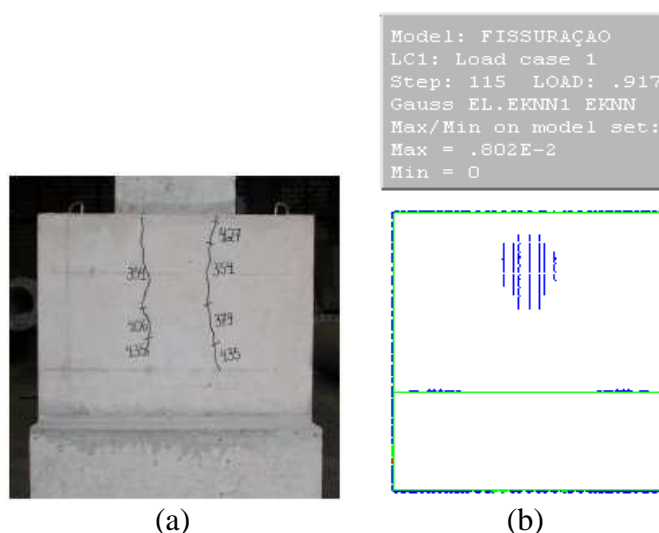 Model: FISSURAÇAO
LC1: Load case 1
Step: 115 LOAD: .917
Gauss EL.EKNN1 EKNN
Max/Min on model set:
Max = .802E-2
Min = 0
427
354
354
406
379
435
435
(a)
(b)